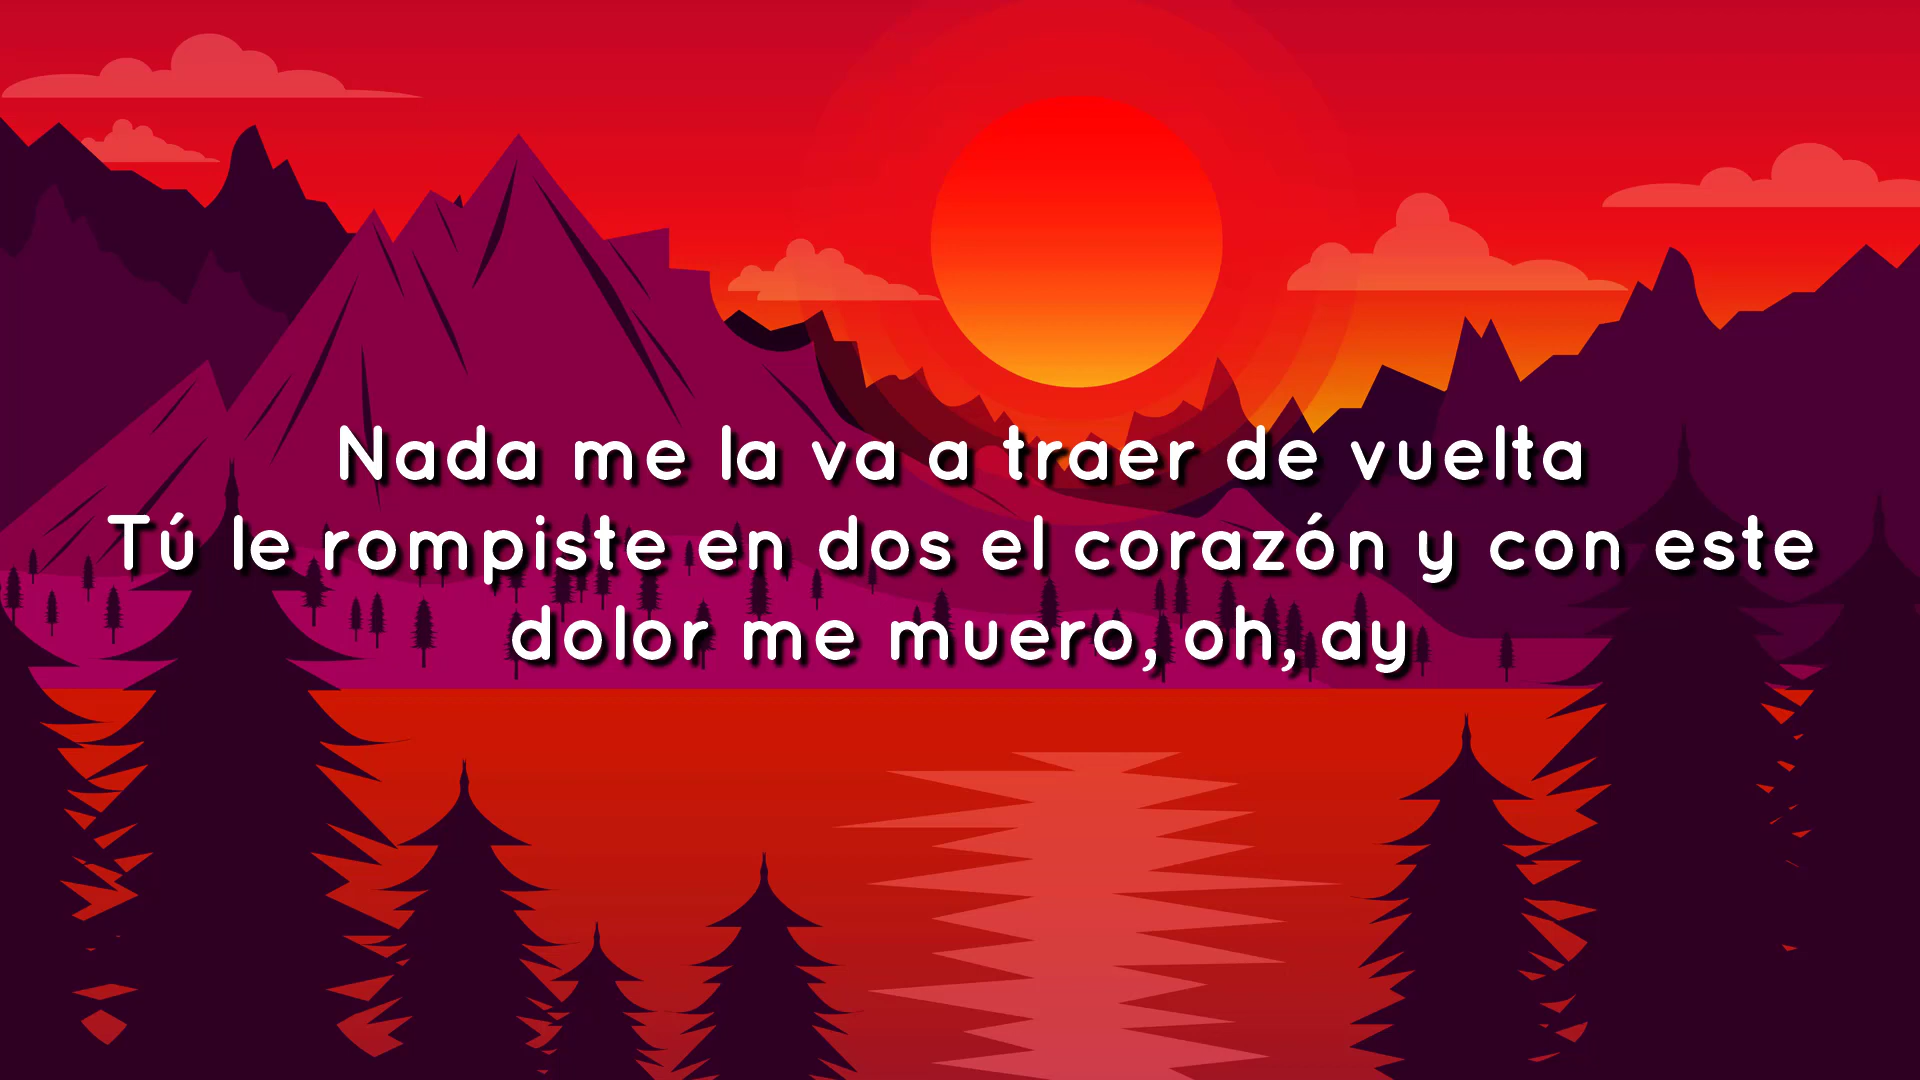 Nada me la va a traer de vuelta
Tú le rompiste en dos el corazón y con este
dolor me muero, oh, ay